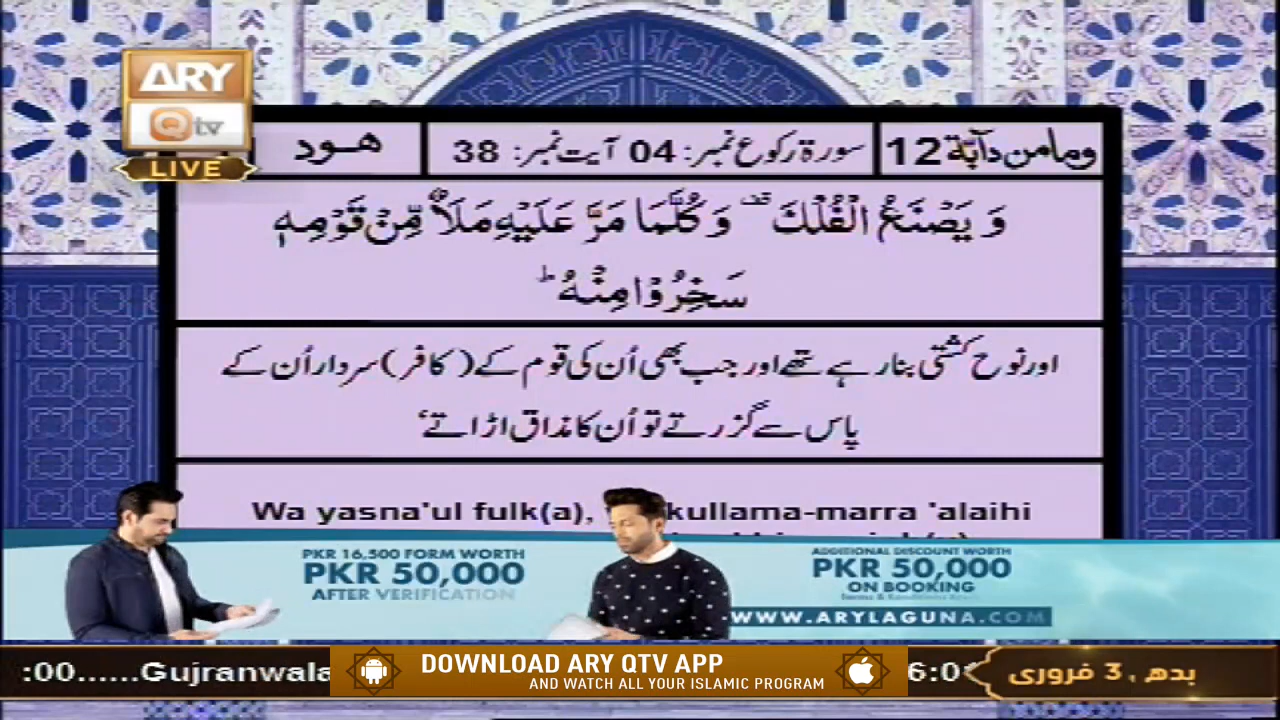 ARY
Qtv
LIVE
وما من دآبة 12
سورۃ رکوع نمبر: 04 آیت نمبر: 38
ھود
وَ یَصْنَعُ الْفُلْكَ ۫ وَ كُلَّمَا مَرَّ عَلَیْهِ مَلَاٌ مِّنْ قَوْمِهٖ
سَخِرُوْا مِنْهُ ؕ
اور نوح کشتی بنا رہے تھے اور جب بھی اُن کی قوم کے (کافر) سردار اُن کے
پاس سے گزرتے تو اُن کا مذاق اڑاتے‘
Wa yasna'ul fulk(a), kullama-marra 'alaihi
PKR 16,500 FORM WORTH
PKR 50,000
AFTER VERIFICATION
ADDITIONAL DISCOUNT WORTH
PKR 50,000
ON BOOKING
WWW.ARYLAGUNA.COM
:00......Gujranwala
DOWNLOAD ARY QTV APP
AND WATCH ALL YOUR ISLAMIC PROGRAM
بدھ , 3 فروری